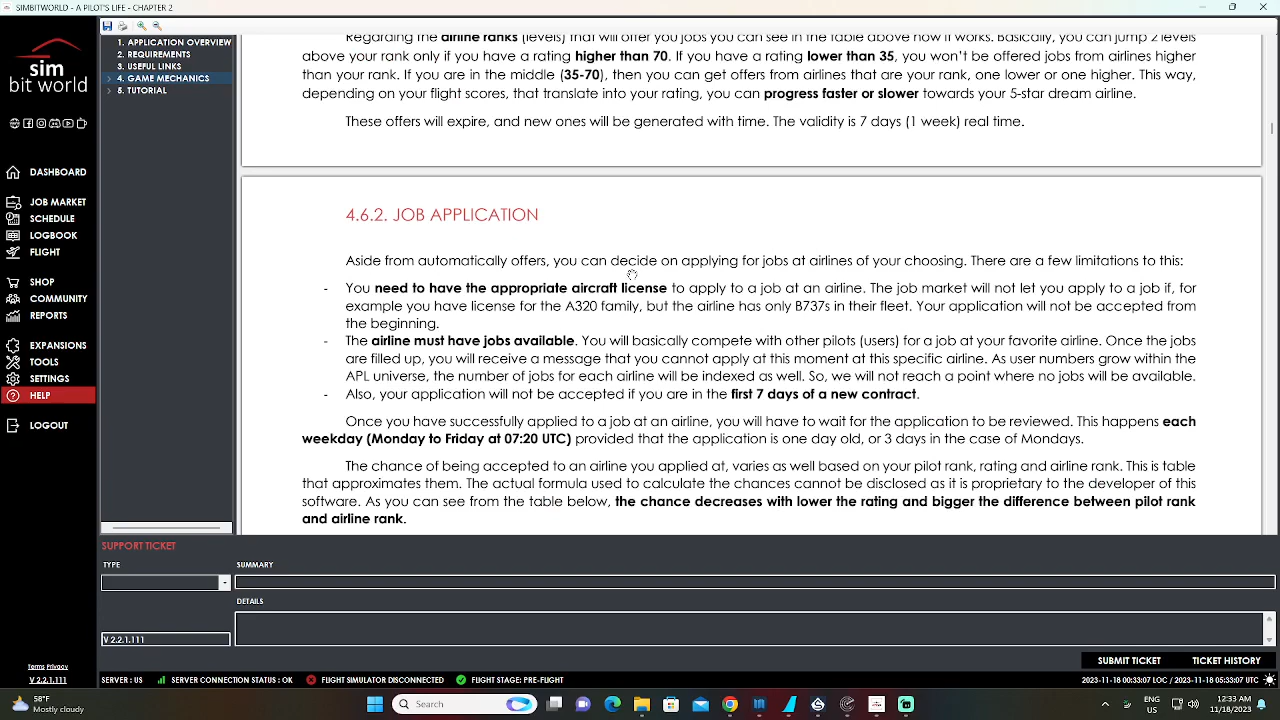 SIMBITWORLD - A PILOT'S LIFE - CHAPTER 2
sim
bit world
DASHBOARD
JOB MARKET
SCHEDULE
LOGBOOK
FLIGHT
SHOP
COMMUNITY
REPORTS
EXPANSIONS
TOOLS
SETTINGS
HELP
LOGOUT
Terms Privacy
V 2.2.1.111
1. APPLICATION OVERVIEW
2. REQUIREMENTS
3. USEFUL LINKS
4. GAME MECHANICS
5. TUTORIAL
Regarding the airline ranks (levels) that will offer you jobs you can see in the table above how it works. Basically, you can jump 2 levels
above your rank only if you have a rating higher than 70. If you have a rating lower than 35, you won't be offered jobs from airlines higher
than your rank. If you are in the middle (35-70), then you can get offers from airlines that are your rank, one lower or one higher. This way,
depending on your flight scores, that translate into your rating, you can progress faster or slower towards your 5-star dream airline.
These offers will expire, and new ones will be generated with time. The validity is 7 days (1 week) real time.
4.6.2. JOB APPLICATION
Aside from automatically offers, you can decide on applying for jobs at airlines of your choosing. There are a few limitations to this:
- You need to have the appropriate aircraft license to apply to a job at an airline. The job market will not let you apply to a job if, for
example you have license for the A320 family, but the airline has only B737s in their fleet. Your application will not be accepted from
the beginning.
- The airline must have jobs available. You will basically compete with other pilots (users) for a job at your favorite airline. Once the jobs
are filled up, you will receive a message that you cannot apply at this moment at this specific airline. As user numbers grow within the
APL universe, the number of jobs for each airline will be indexed as well. So, we will not reach a point where no jobs will be available.
- Also, your application will not be accepted if you are in the first 7 days of a new contract.
Once you have successfully applied to a job at an airline, you will have to wait for the application to be reviewed. This happens each
weekday (Monday to Friday at 07:20 UTC) provided that the application is one day old, or 3 days in the case of Mondays.
The chance of being accepted to an airline you applied at, varies as well based on your pilot rank, rating and airline rank. This is table
that approximates them. The actual formula used to calculate the chances cannot be disclosed as it is proprietary to the developer of this
software. As you can see from the table below, the chance decreases with lower the rating and bigger the difference between pilot rank
and airline rank.
SUPPORT TICKET
TYPE
SUMMARY
DETAILS
V 2.2.1.111
SUBMIT TICKET
TICKET HISTORY
SERVER : US
SERVER CONNECTION STATUS : OK
FLIGHT SIMULATOR DISCONNECTED
FLIGHT STAGE: PRE-FLIGHT
2023-11-18 00:33:07 LOC / 2023-11-18 05:33:07 UTC
58°F
Mostly cloudy
Search
ENG
US
12:33 AM
11/18/2023